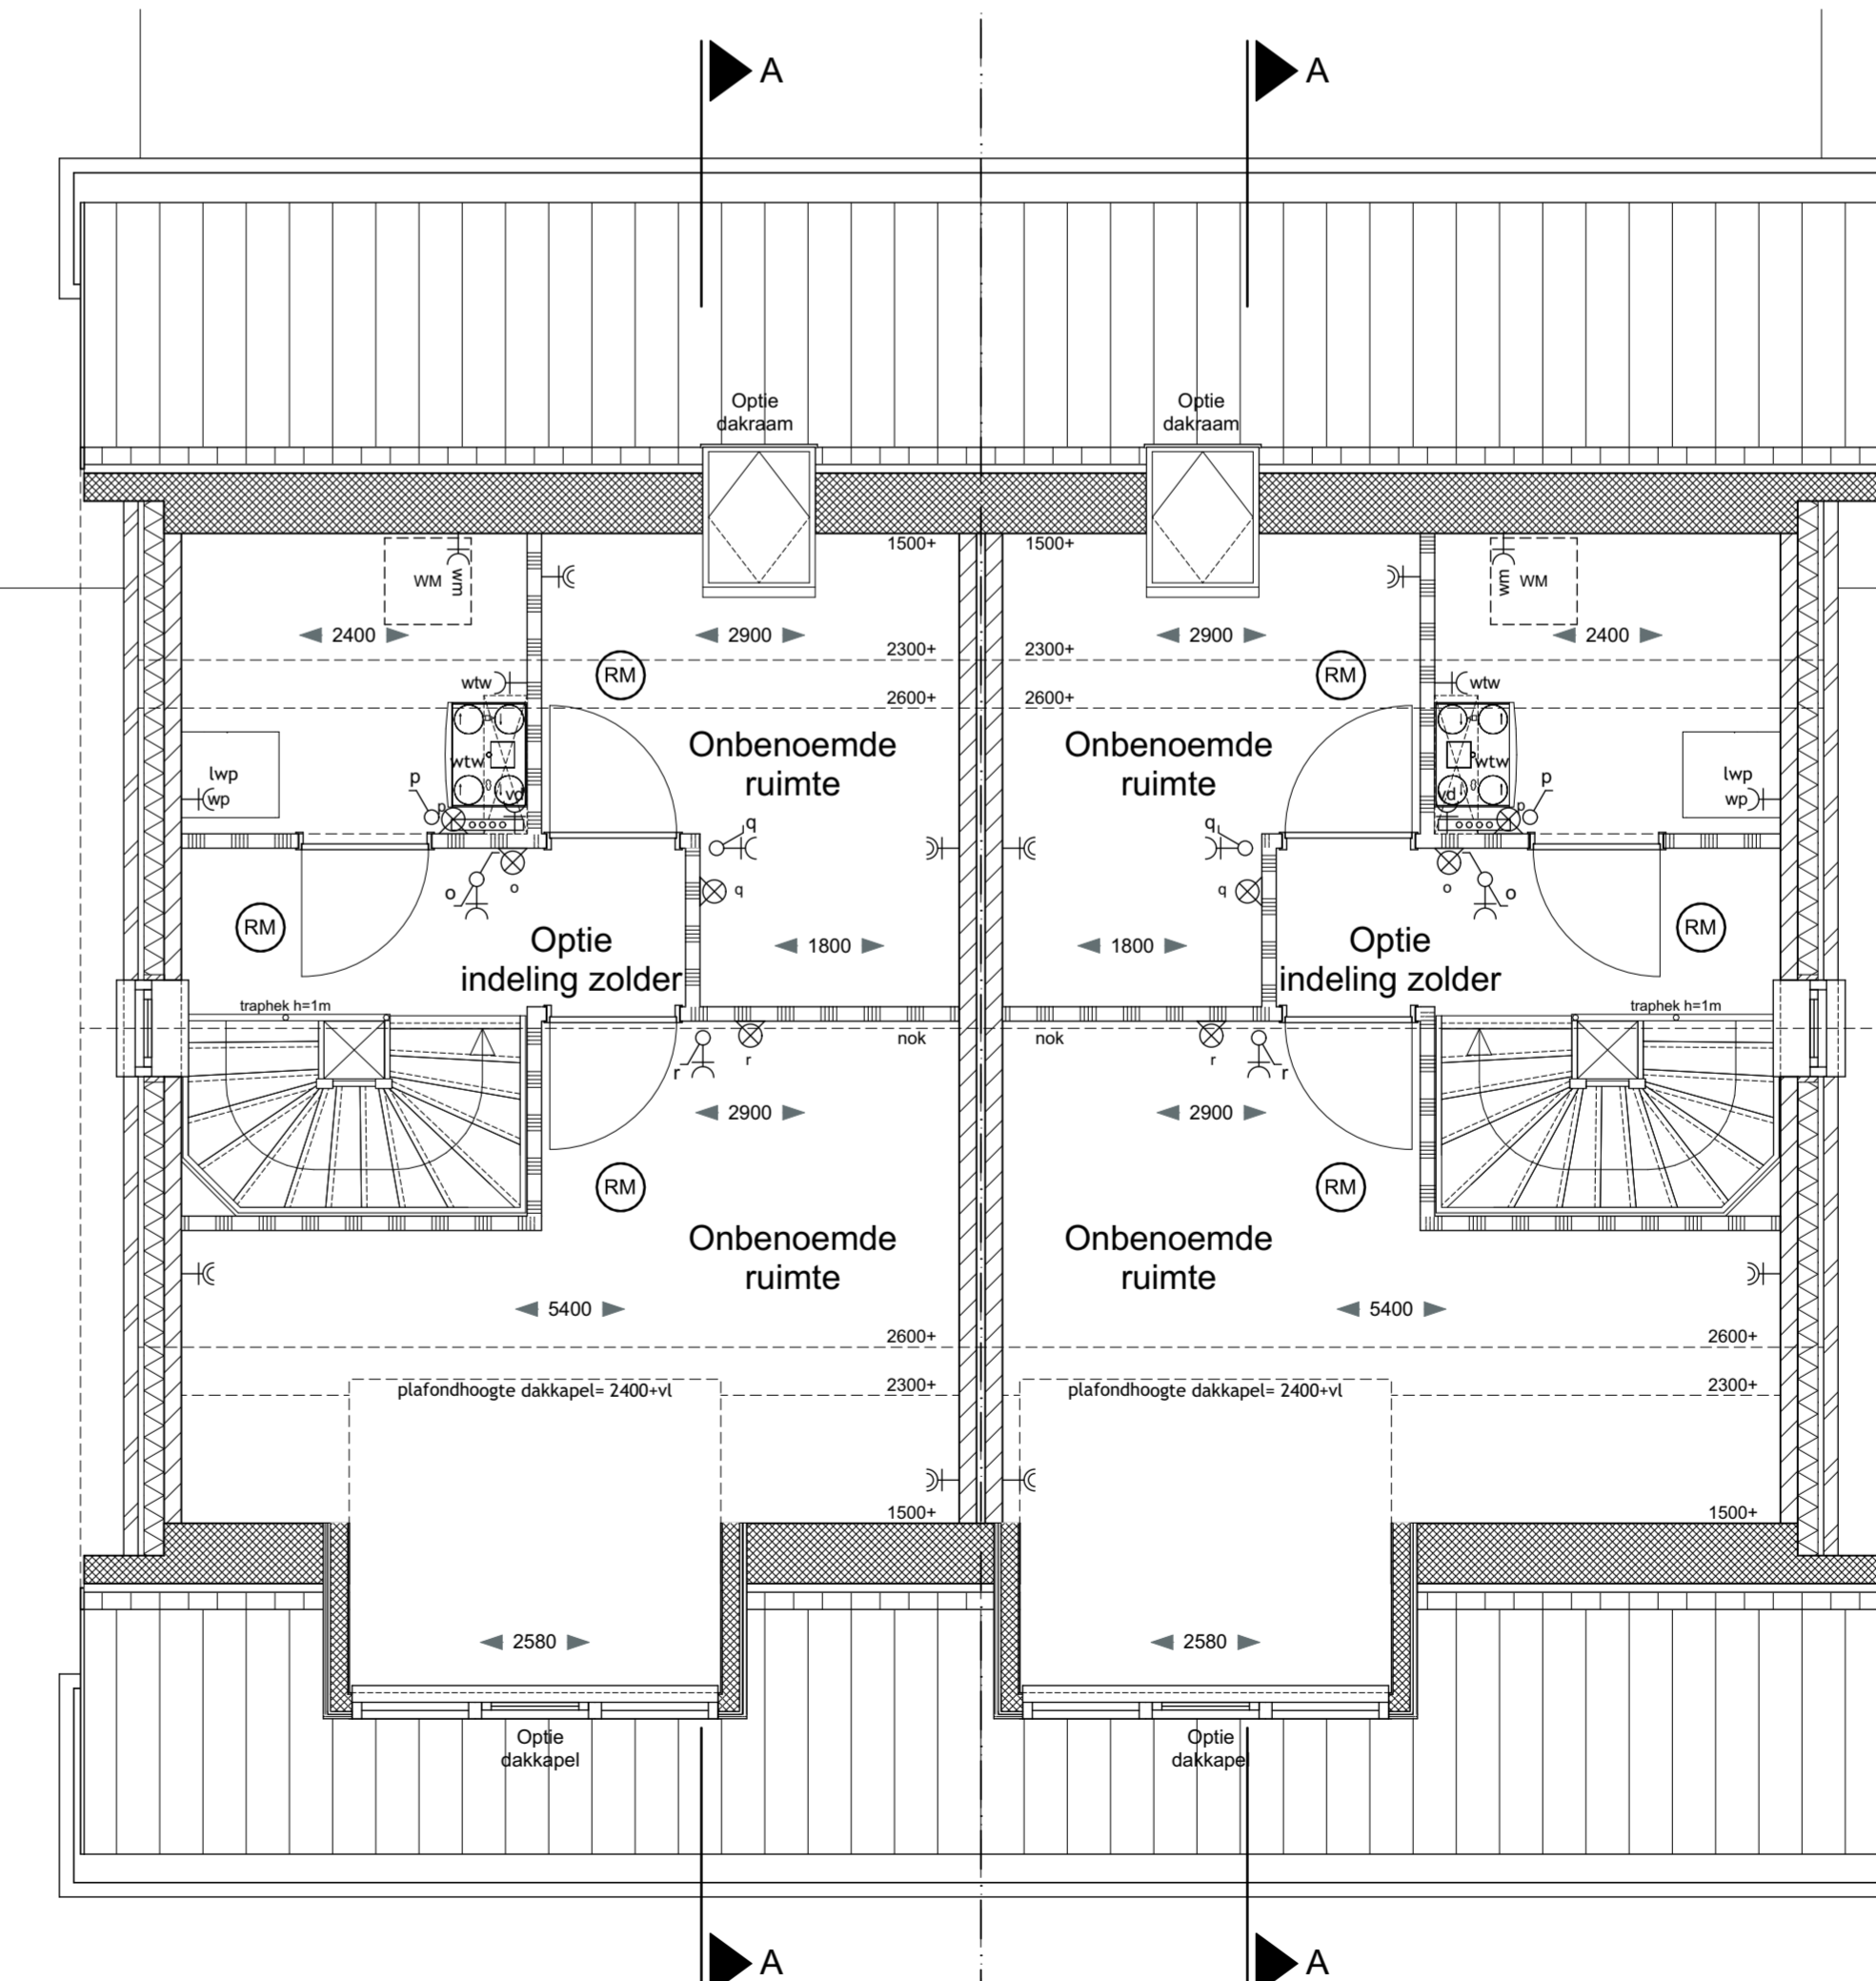 A A
Optie
dakraam
Optie
dakraam
1500+ 1500+
WM wm
wm WM
2400 2900 2900 2400
2300+ 2300+
RM RM
wtw wtw
2600+ 2600+
Onbenoemde
ruimte
Onbenoemde
ruimte
lwp
wp
wtw
vd
p
p
wtw
vd
p
p
lwp
wp
q q
o o
q q
o o
RM RM
Optie
indeling zolder
1800 1800
Optie
indeling zolder
traphek h=1m traphek h=1m
nok nok
r r r r
2900 2900
RM RM
Onbenoemde
ruimte
Onbenoemde
ruimte
5400 5400
2600+ 2600+
2300+ 2300+
plafondhoogte dakkapel= 2400+vl plafondhoogte dakkapel= 2400+vl
1500+ 1500+
2580 2580
Optie
dakkapel
Optie
dakkapel
A A